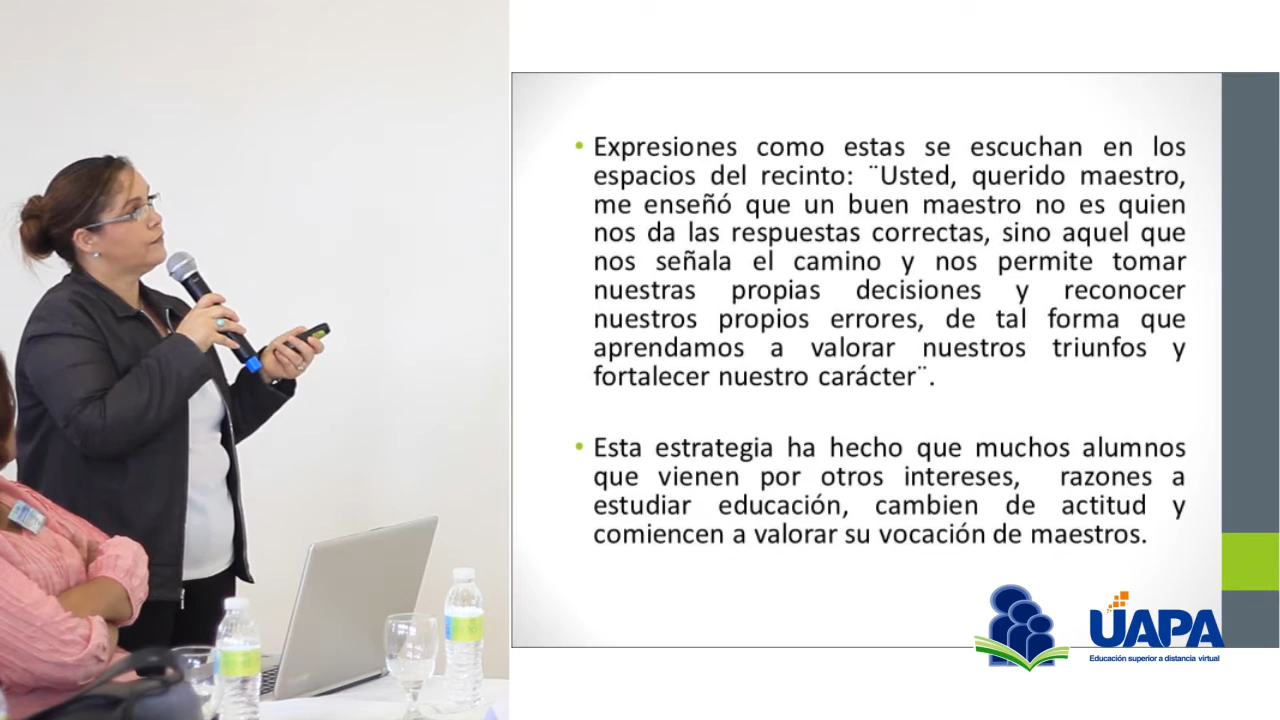 • Expresiones como estas se escuchan en los
espacios del recinto: ¨Usted, querido maestro,
me enseñó que un buen maestro no es quien
nos da las respuestas correctas, sino aquel que
nos señala el camino y nos permite tomar
nuestras propias decisiones y reconocer
nuestros propios errores, de tal forma que
aprendamos a valorar nuestros triunfos y
fortalecer nuestro carácter¨.
• Esta estrategia ha hecho que muchos alumnos
que vienen por otros intereses, razones a
estudiar educación, cambien de actitud y
comiencen a valorar su vocación de maestros.
UAPA
Educación superior a distancia virtual